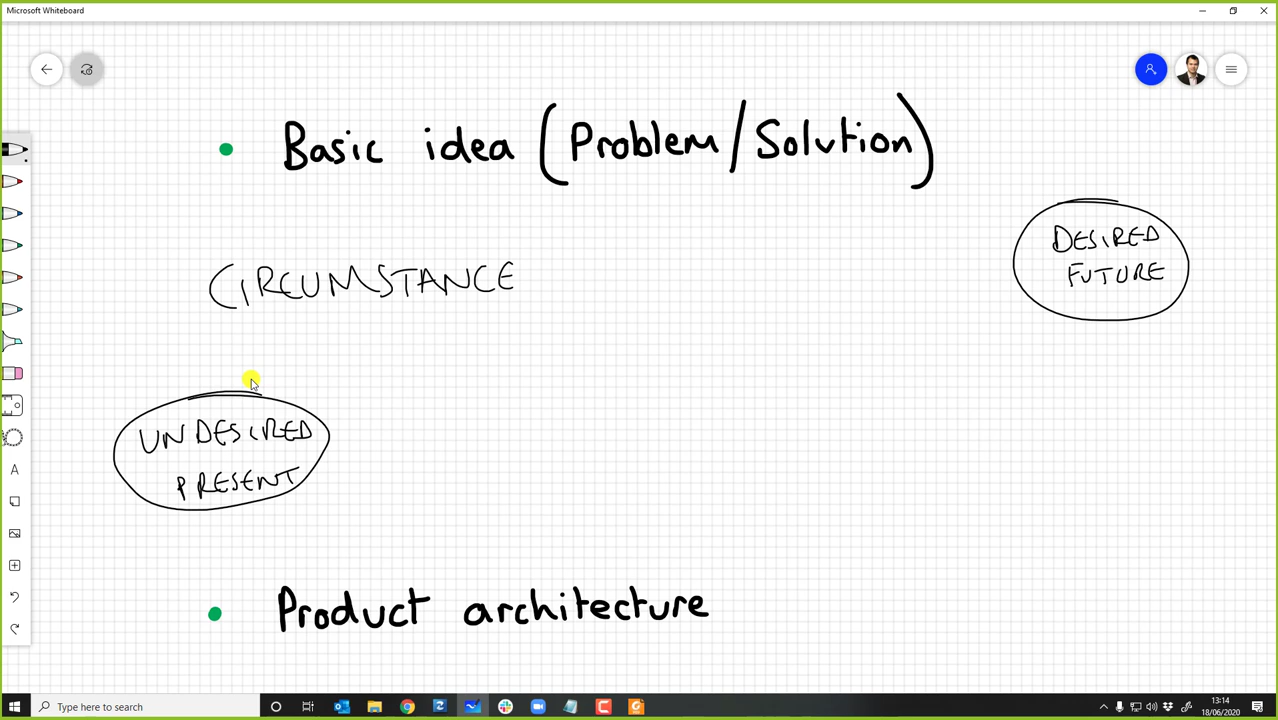 Microsoft Whiteboard
Basic idea (Problem/Solution)
DESIRED
FUTURE
CIRCUMSTANCE
UNDESIRED
PRESENT
Product architecture
A
Type here to search
13:14
18/06/2020